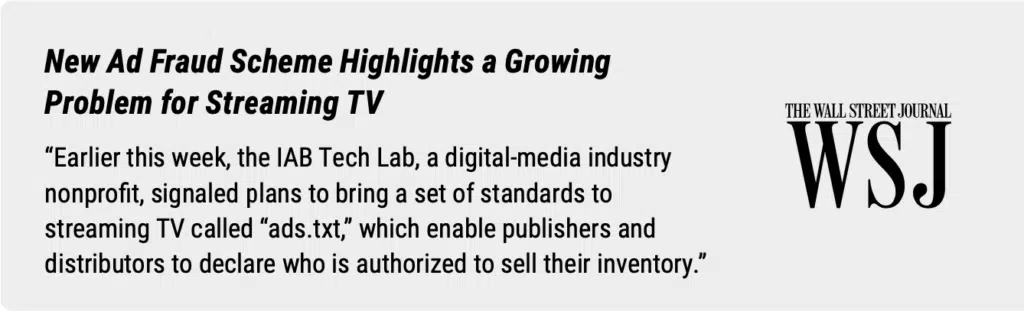 New Ad Fraud Scheme Highlights a Growing
Problem for Streaming TV
“Earlier this week, the IAB Tech Lab, a digital-media industry
nonprofit, signaled plans to bring a set of standards to
streaming TV called “ads.txt,” which enable publishers and
distributors to declare who is authorized to sell their inventory.”
THE WALL STREET JOURNAL
WSJ